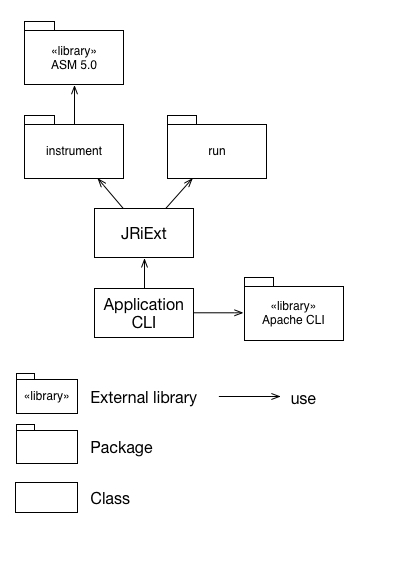 «library»
ASM 5.0
instrument
run
JRiExt
Application
CLI
«library»
Apache CLI
«library»
External library
use
Package
Class